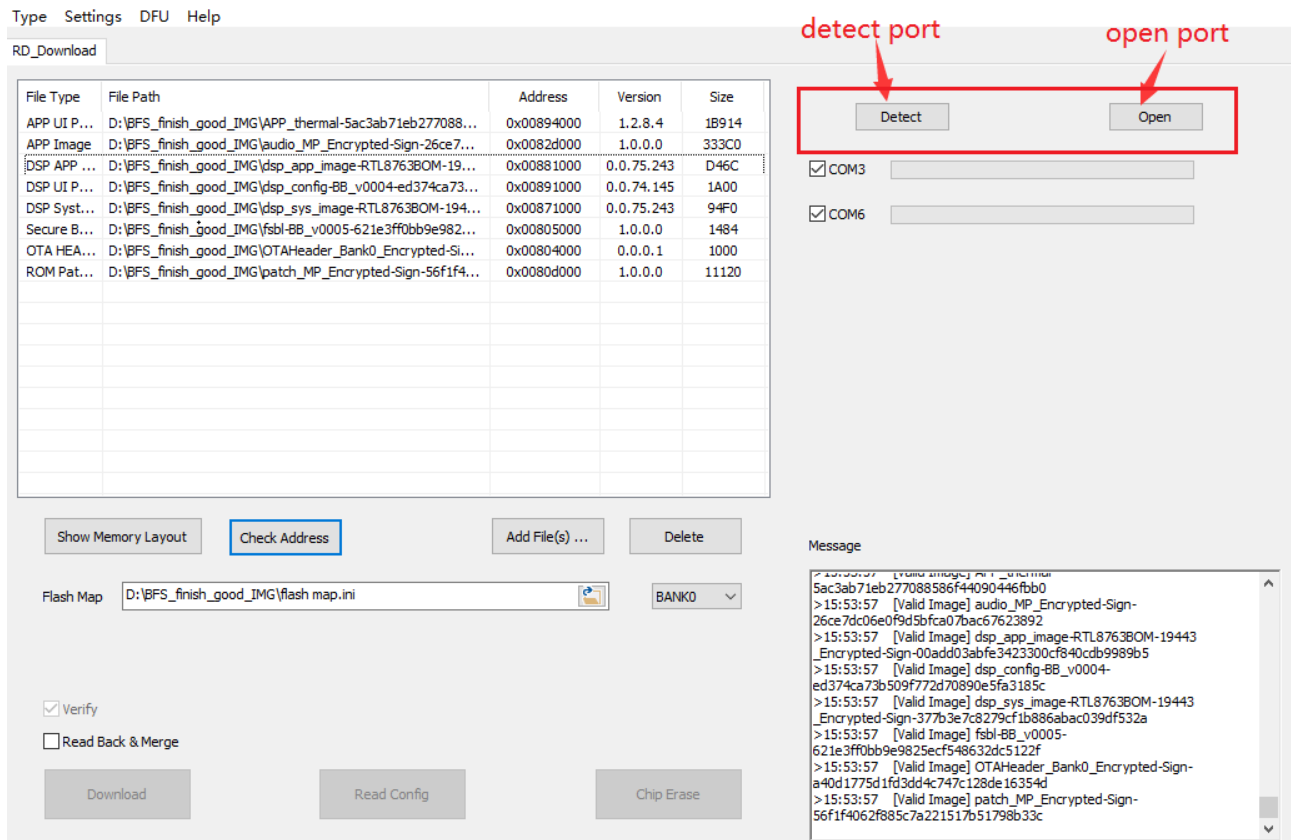 Type Settings DFU Help
detect port
open port
RD_Download
File Type File Path Address Version Size
APP UI P... D:\BFS_finish_good_IMG\APP_thermal-5ac3ab71eb277088... 0x00894000 1.2.8.4 1B914
APP Image D:\BFS_finish_good_IMG\audio_MP_Encrypted-Sign-26ce7... 0x0082d000 1.0.0.0 333C0
DSP APP ... D:\BFS_finish_good_IMG\dsp_app_image-RTL8763BOM-19... 0x00881000 0.0.75.243 D46C
DSP UI P... D:\BFS_finish_good_IMG\dsp_config-BB_v0004-ed374ca73... 0x00891000 0.0.74.145 1A00
DSP Syst... D:\BFS_finish_good_IMG\dsp_sys_image-RTL8763BOM-194... 0x00871000 0.0.75.243 94F0
Secure B... D:\BFS_finish_good_IMG\fsbl-BB_v0005-621e3ff0bb9e982... 0x00805000 1.0.0.0 1484
OTA HEA... D:\BFS_finish_good_IMG\OTAHeader_Bank0_Encrypted-Si... 0x00804000 0.0.0.1 1000
ROM Pat... D:\BFS_finish_good_IMG\patch_MP_Encrypted-Sign-56f1f4... 0x0080d000 1.0.0.0 11120
Detect Open
COM3
COM6
Show Memory Layout Check Address Add File(s) ... Delete
Flash Map D:\BFS_finish_good_IMG\flash map.ini BANK0
Verify
Read Back & Merge
Download Read Config Chip Erase
Message
>15:53:57 [Valid Image] APP_thermal-
5ac3ab71eb277088586f44090446fbb0
>15:53:57 [Valid Image] audio_MP_Encrypted-Sign-
26ce7dc06e0f9d5bfca07bac67623892
>15:53:57 [Valid Image] dsp_app_image-RTL8763BOM-19443
_Encrypted-Sign-00add03abfe3423300cf840cdb9989b5
>15:53:57 [Valid Image] dsp_config-BB_v0004-
ed374ca73b509f772d70890e5fa3185c
>15:53:57 [Valid Image] dsp_sys_image-RTL8763BOM-19443
_Encrypted-Sign-377b3e7c8279cf1b886abac039df532a
>15:53:57 [Valid Image] fsbl-BB_v0005-
621e3ff0bb9e9825ecf548632dc5122f
>15:53:57 [Valid Image] OTAHeader_Bank0_Encrypted-Sign-
a40d1775d1fd3dd4c747c128de16354d
>15:53:57 [Valid Image] patch_MP_Encrypted-Sign-
56f1f4062f885c7a221517b51798b33c